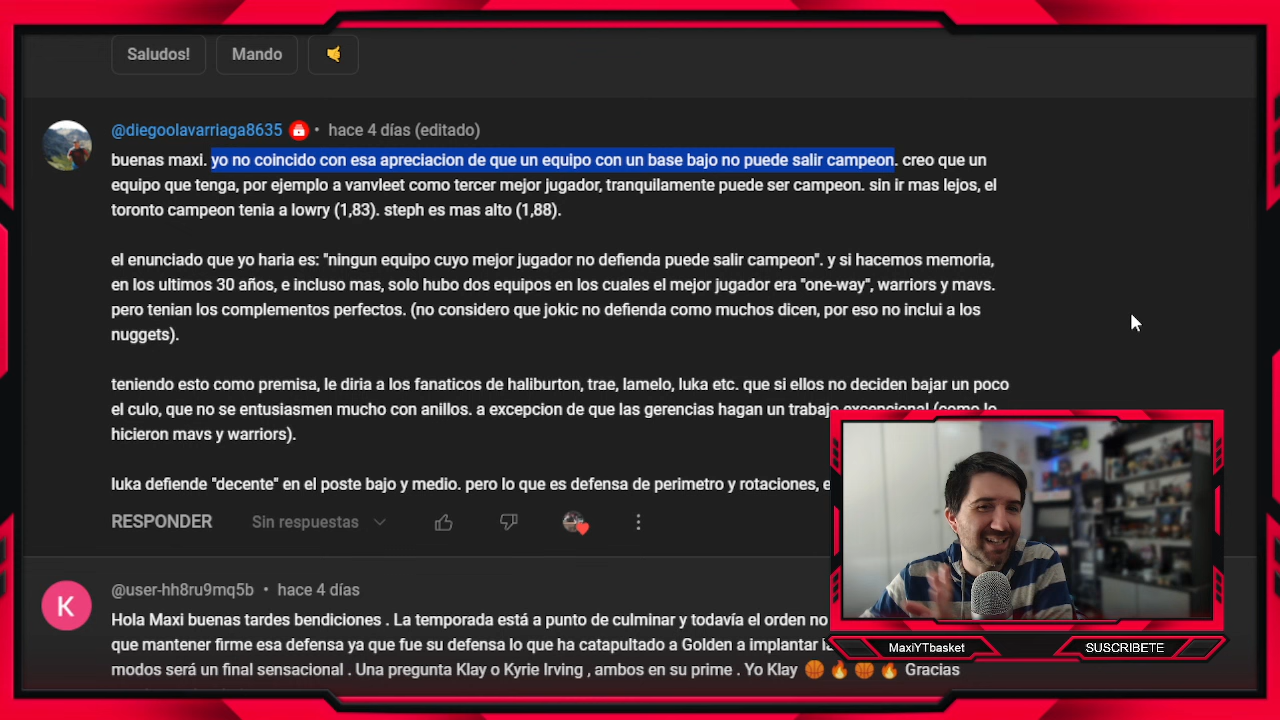 Saludos!
Mando
@diegoolavarriaga8635 • hace 4 días (editado)
buenas maxi. yo no coincido con esa apreciacion de que un equipo con un base bajo no puede salir campeon. creo que un
equipo que tenga, por ejemplo a vanvleet como tercer mejor jugador, tranquilamente puede ser campeon. sin ir mas lejos, el
toronto campeon tenia a lowry (1,83). steph es mas alto (1,88).
el enunciado que yo haria es: "ningun equipo cuyo mejor jugador no defienda puede salir campeon". y si hacemos memoria,
en los ultimos 30 años, e incluso mas, solo hubo dos equipos en los cuales el mejor jugador era "one-way", warriors y mavs.
pero tenian los complementos perfectos. (no considero que jokic no defienda como muchos dicen, por eso no inclui a los
nuggets).
teniendo esto como premisa, le diria a los fanaticos de haliburton, trae, lamelo, luka etc. que si ellos no deciden bajar un poco
el culo, que no se entusiasmen mucho con anillos. a excepcion de que las gerencias hagan un trabajo excepcional (como lo
hicieron mavs y warriors).
luka defiende "decente" en el poste bajo y medio. pero lo que es defensa de perimetro y rotaciones,
RESPONDER
Sin respuestas
K
@user-hh8ru9mq5b • hace 4 días
Hola Maxi buenas tardes bendiciones . La temporada está a punto de culminar y todavía el orden no
que mantener firme esa defensa ya que fue su defensa lo que ha catapultado a Golden a implantar
modos será un final sensacional . Una pregunta Klay o Kyrie Irving , ambos en su prime . Yo Klay 🏀🔥🏀🔥 Gracias
MaxiYTbasket
SUSCRIBETE